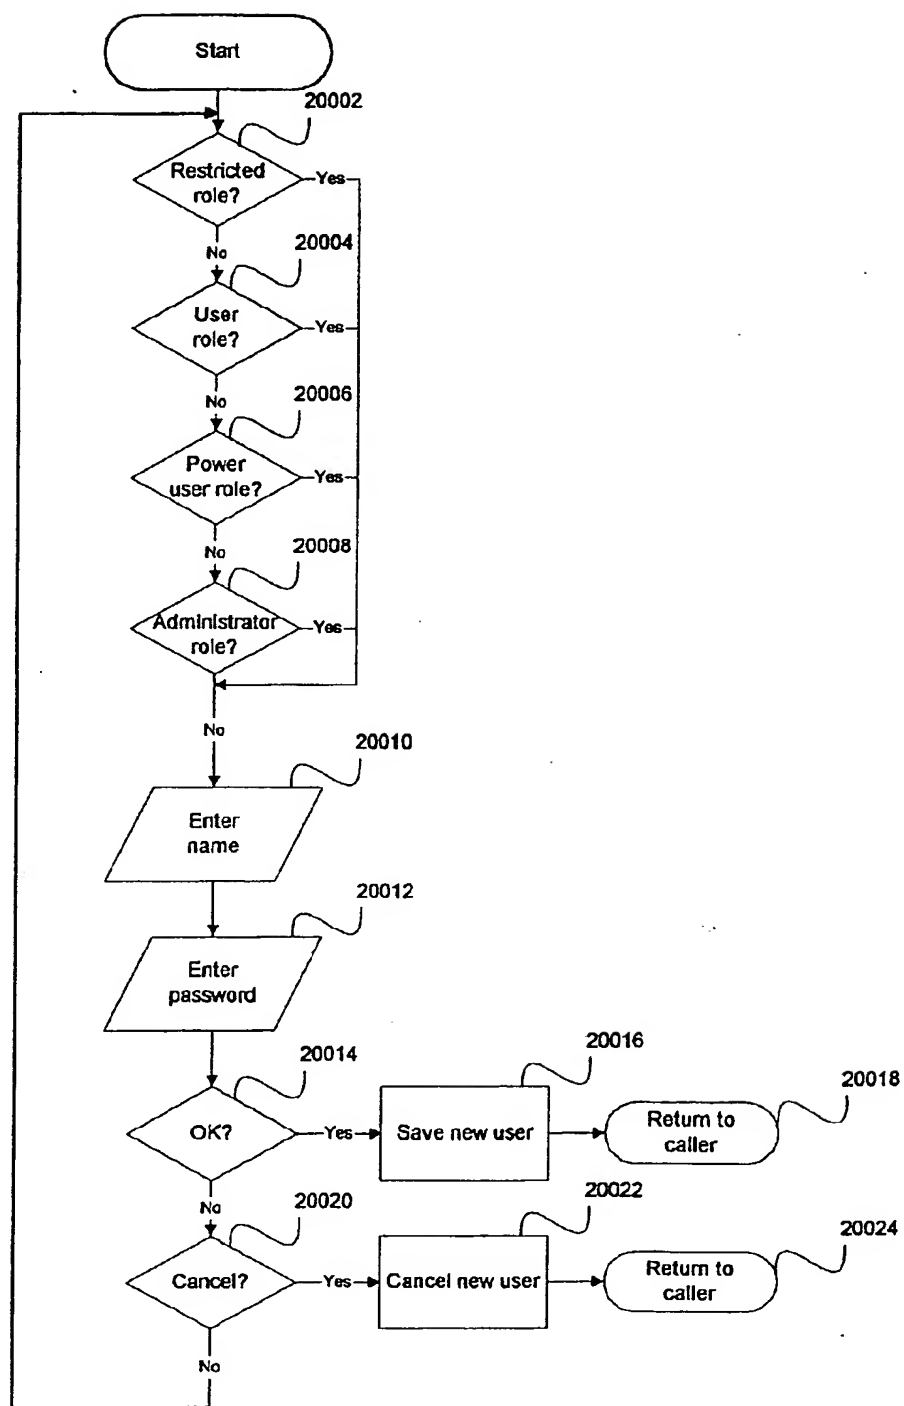 Start
20002
Restricted
role?
Yes
No
20004
User
role?
Yes
No
20006
Power
user role?
Yes
No
20008
Administrator
role?
Yes
No
20010
Enter
name
20012
Enter
password
20014
OK?
Yes
20016
Save new user
20018
Return to
caller
No
20020
Cancel?
Yes
20022
Cancel new user
20024
Return to
caller
No